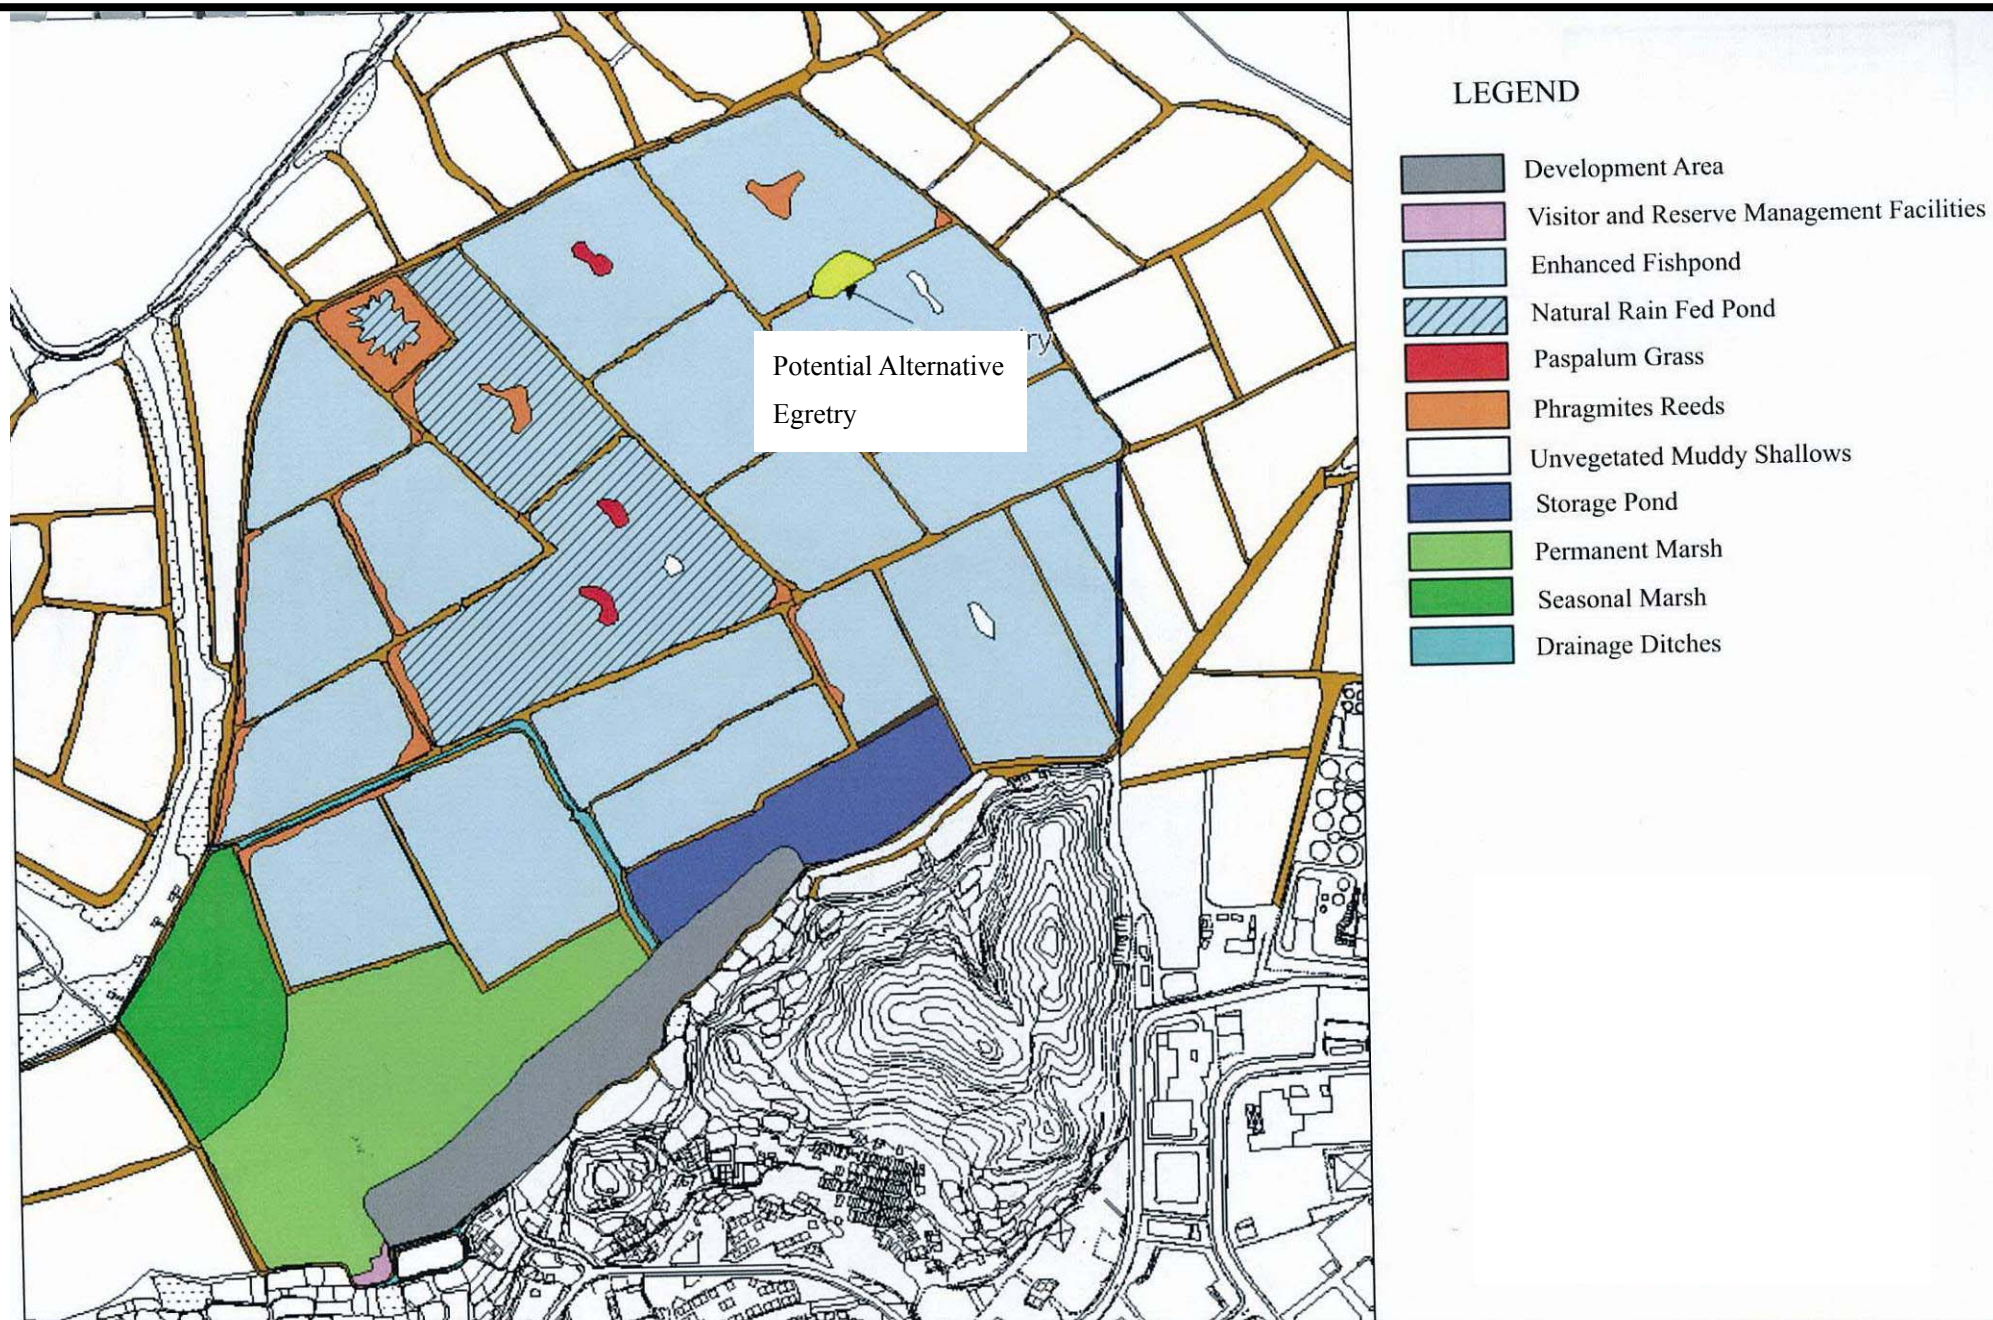 LEGEND
Development Area
Visitor and Reserve Management Facilities
Enhanced Fishpond
Natural Rain Fed Pond
Paspalum Grass
Phragmites Reeds
Unvegetated Muddy Shallows
Storage Pond
Permanent Marsh
Seasonal Marsh
Drainage Ditches
Potential Alternative
Egretry
ry